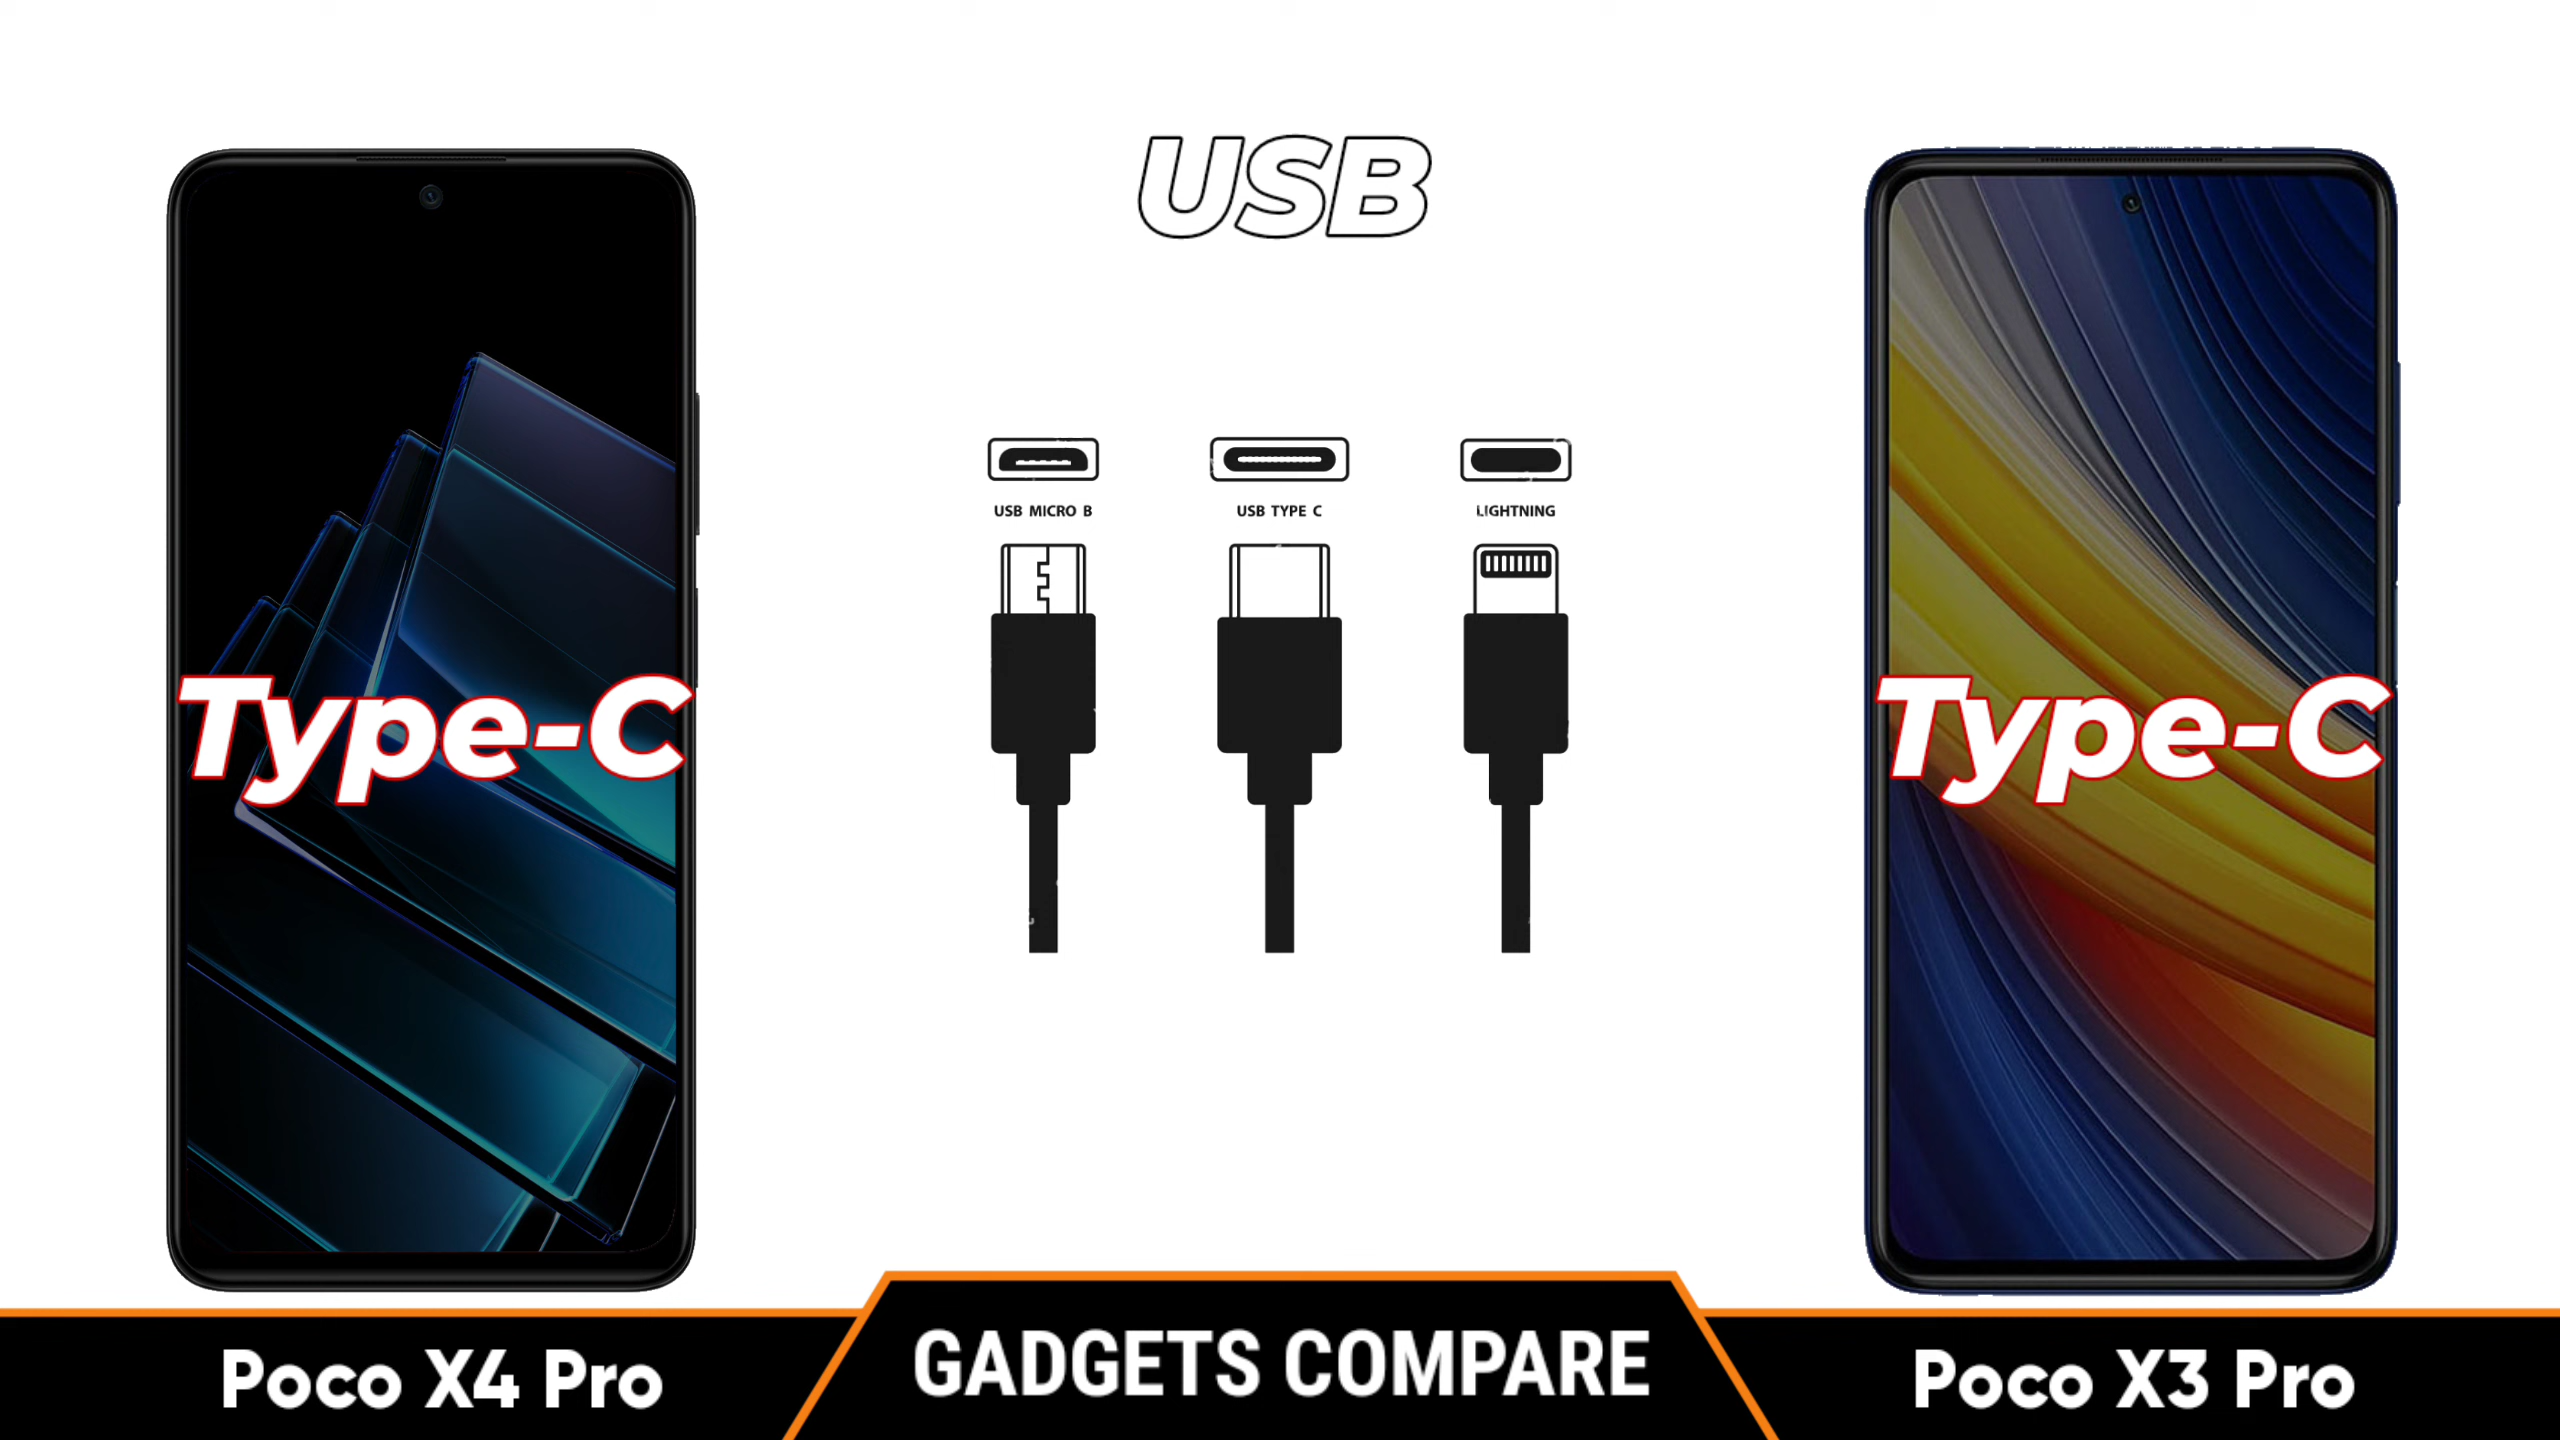 USB
USB MICRO B
USB TYPE C
LIGHTNING
Type-C
Type-C
Poco X4 Pro
GADGETS COMPARE
Poco X3 Pro